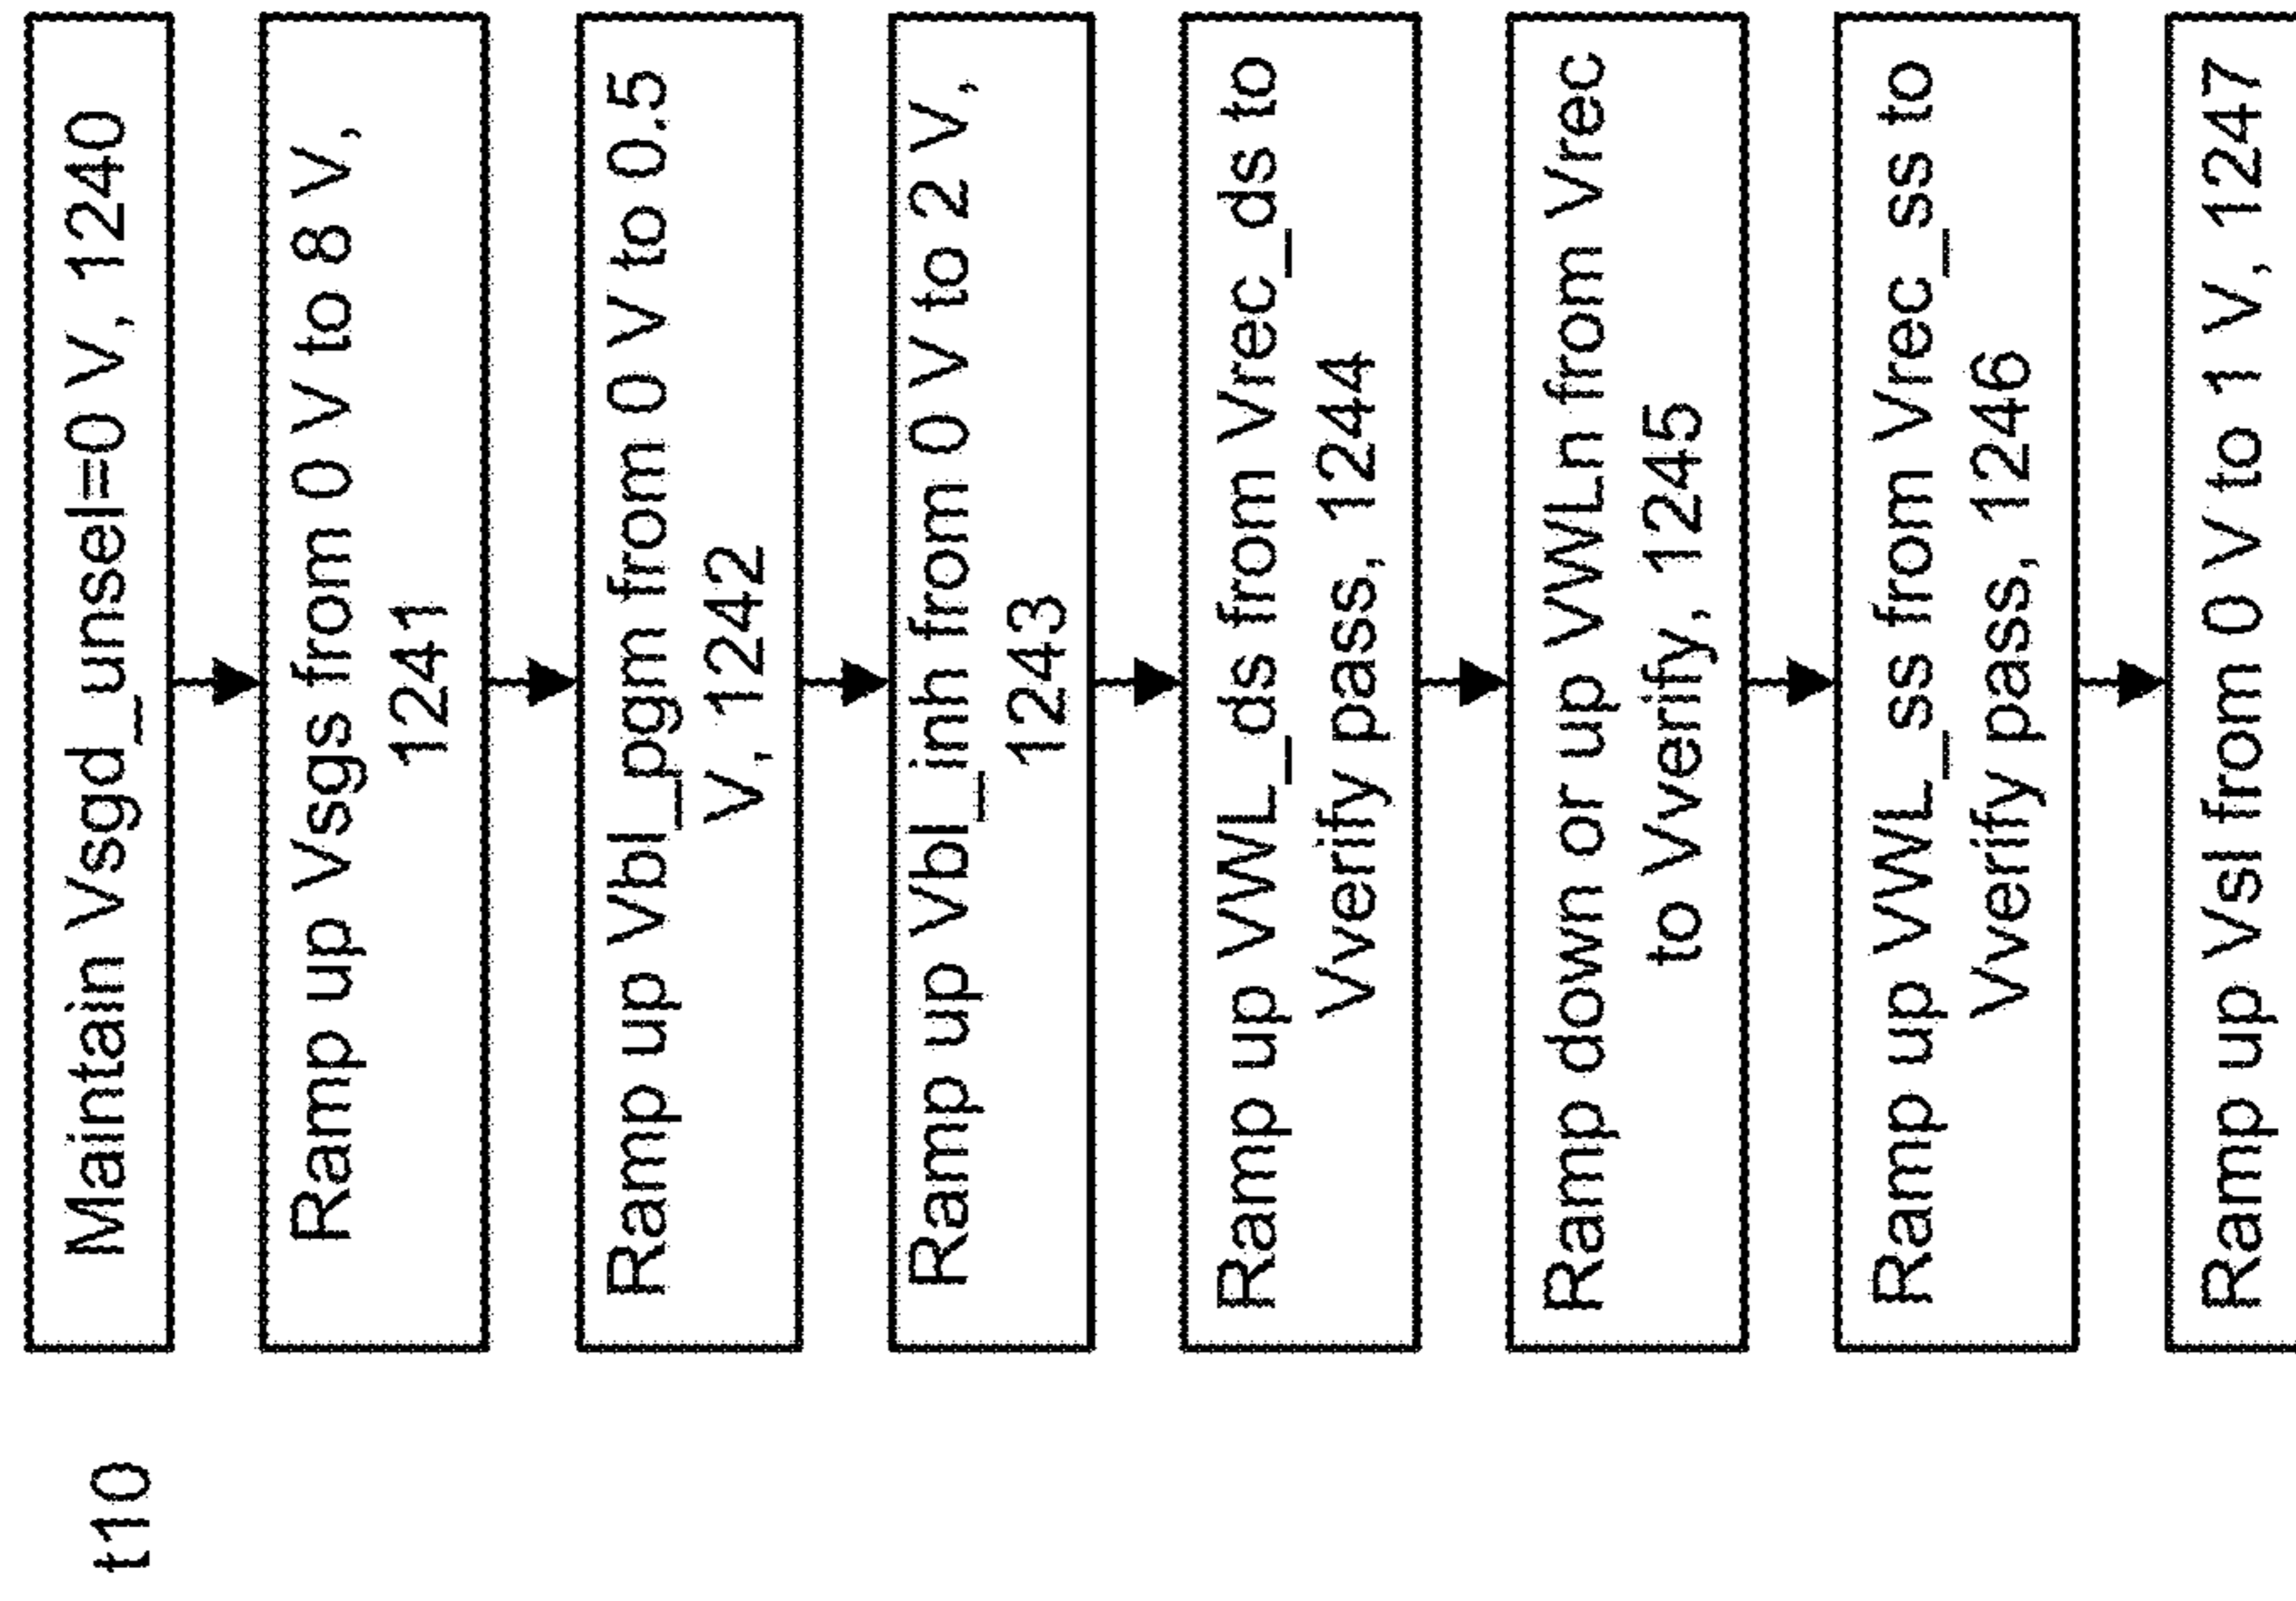 t10
Maintain Vsgd_unsel=0 V, 1240
Ramp up Vsgs from 0 V to 8 V,
1241
Ramp up Vbl_pgm from 0 V to 0.5
V, 1242
Ramp up Vbl_inh from 0 V to 2 V,
1243
Ramp up VWL_ds from Vrec_ds to
Vverify pass, 1244
Ramp down or up VWLn from Vrec
to Vverify, 1245
Ramp up VWL_ss from Vrec_ss to
Vverify pass, 1246
Ramp up Vsl from 0 V to 1 V, 1247